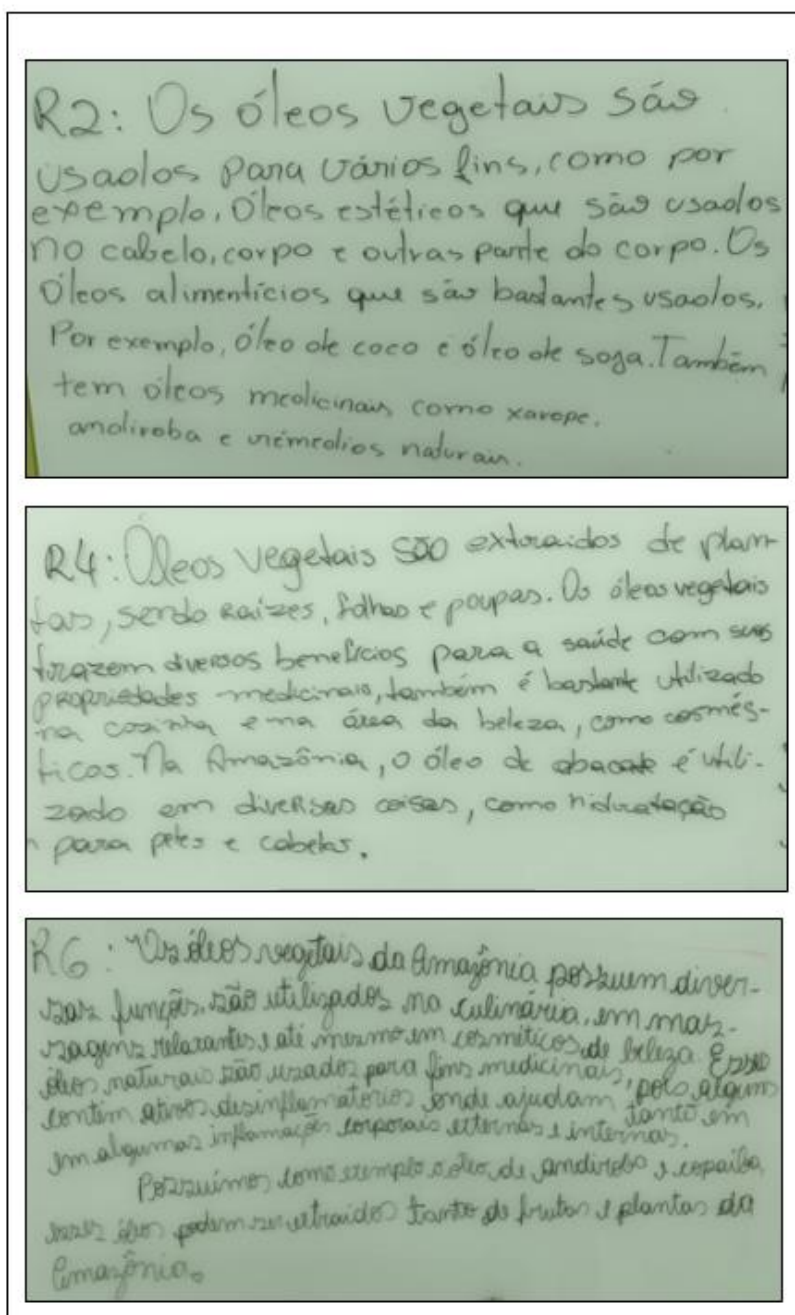 R2: Os óleos vegetais são
usados para vários fins, como por
exemplo, óleos estéticos que são usados
no cabelo, corpo e outras parte do corpo. Os
óleos alimentícios que são bastantes usados.
Por exemplo, óleo de coco e óleo de soja. Também
tem óleos medicinais como xarope,
andiroba e remédios naturais.
R4: Óleos vegetais são extraidos de plan-
tas, sendo raízes, folhas e poupas. Os óleos vegetais
trazem diversos benefícios para a saúde com suas
propriedades medicinais, também é bastante utilizado
na cozinha e na área da beleza, como cosmés-
ticos. Na Amazônia, o óleo de abacate é utili-
zado em diversas coisas, como hidratação
para peles e cabelos.
R6: Os óleos vegetais da Amazônia possuem diver-
sas funções. são utilizados na culinária, em mas-
sagens relaxantes e até mesmo em cosméticos de beleza. Esses
óleos naturais são usados para fins medicinais, pois alguns
contém ativos desinflamatórios onde ajudam tanto em
em algumas inflamações corporais externas e internas.
Possuímos como exemplo o óleo de andiroba e copaíba,
esses óleos podem ser extraidos tanto de frutas e plantas da
Amazônia.